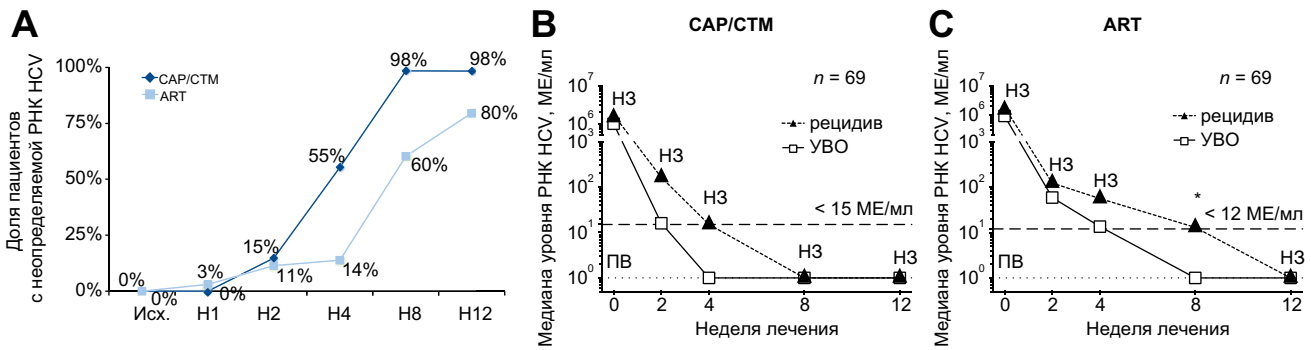 A
Доля пациентов
с неопределяемой РНК HCV
100%
75%
50%
25%
0%
CAP/CTM
ART
0%
0%
3%
0%
15%
11%
55%
14%
98%
60%
98%
80%
Исх.
Н1
Н2
Н4
Н8
Н12
B
CAP/CTM
Медиана уровня РНК HCV, МЕ/мл
10⁷
10⁶
10²
10¹
10⁰
n = 69
рецидив
УВО
НЗ
НЗ
НЗ
НЗ
НЗ
< 15 МЕ/мл
ПВ
0
2
4
8
12
Неделя лечения
C
ART
Медиана уровня РНК HCV, МЕ/мл
10⁷
10⁶
10²
10¹
10⁰
n = 69
рецидив
УВО
НЗ
НЗ
НЗ
*
НЗ
< 12 МЕ/мл
ПВ
0
2
4
8
12
Неделя лечения